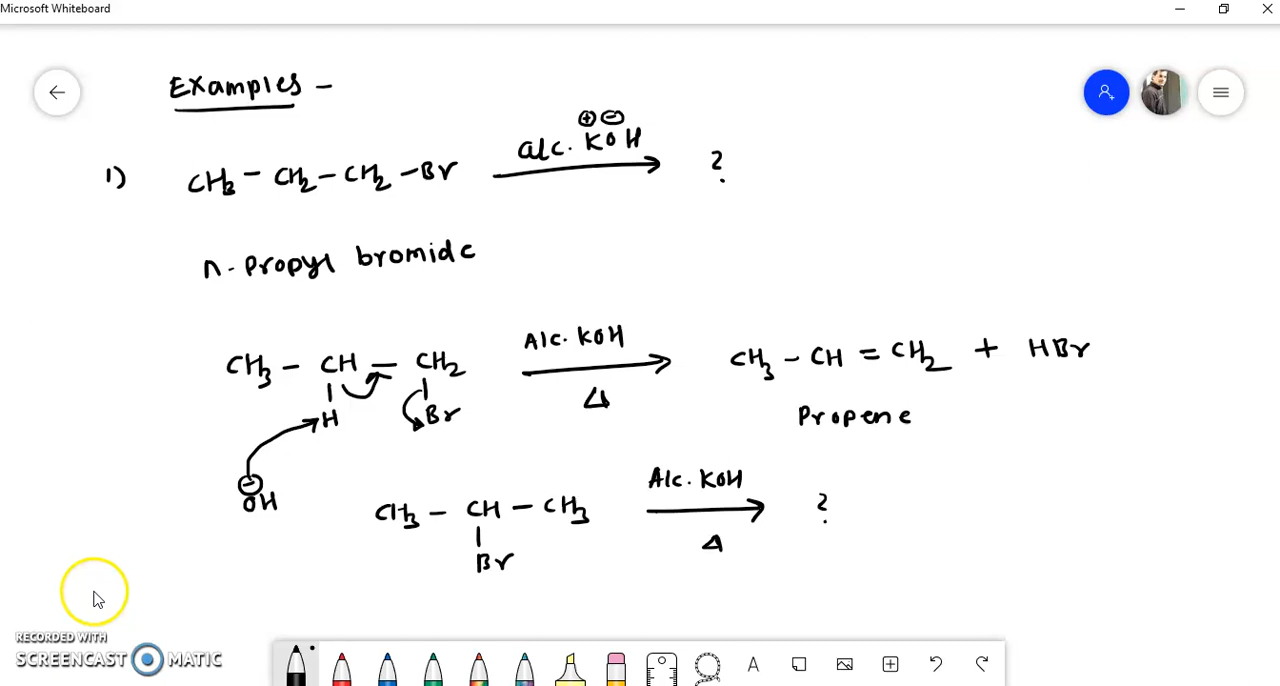 Microsoft Whiteboard
Examples -
1) CH3 - CH2 - CH2 - Br alc. KOH ⊕ ⊖ ?
n-propyl bromide
CH3 - CH = CH2 Alc. KOH Δ CH3 - CH = CH2 + HBr
H Br
Propene
⊖
OH
CH3 - CH - CH3 Alc. KOH Δ ?
Br
RECORDED WITH
SCREENCAST MATIC
A